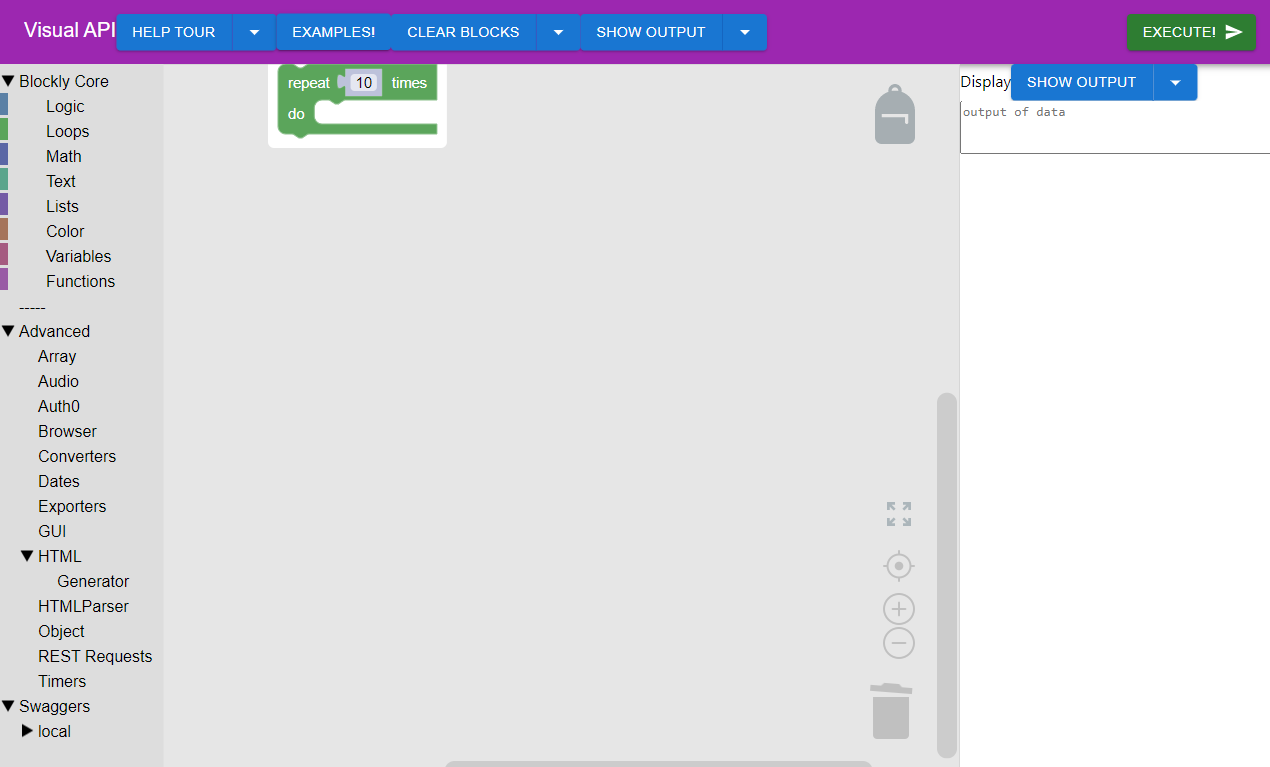 Visual API HELP TOUR EXAMPLES! CLEAR BLOCKS SHOW OUTPUT EXECUTE!
Blockly Core
Logic
Loops
Math
Text
Lists
Color
Variables
Functions
-----
Advanced
Array
Audio
Auth0
Browser
Converters
Dates
Exporters
GUI
HTML
Generator
HTMLParser
Object
REST Requests
Timers
Swaggers
local
repeat 10 times
do
Display SHOW OUTPUT
output of data